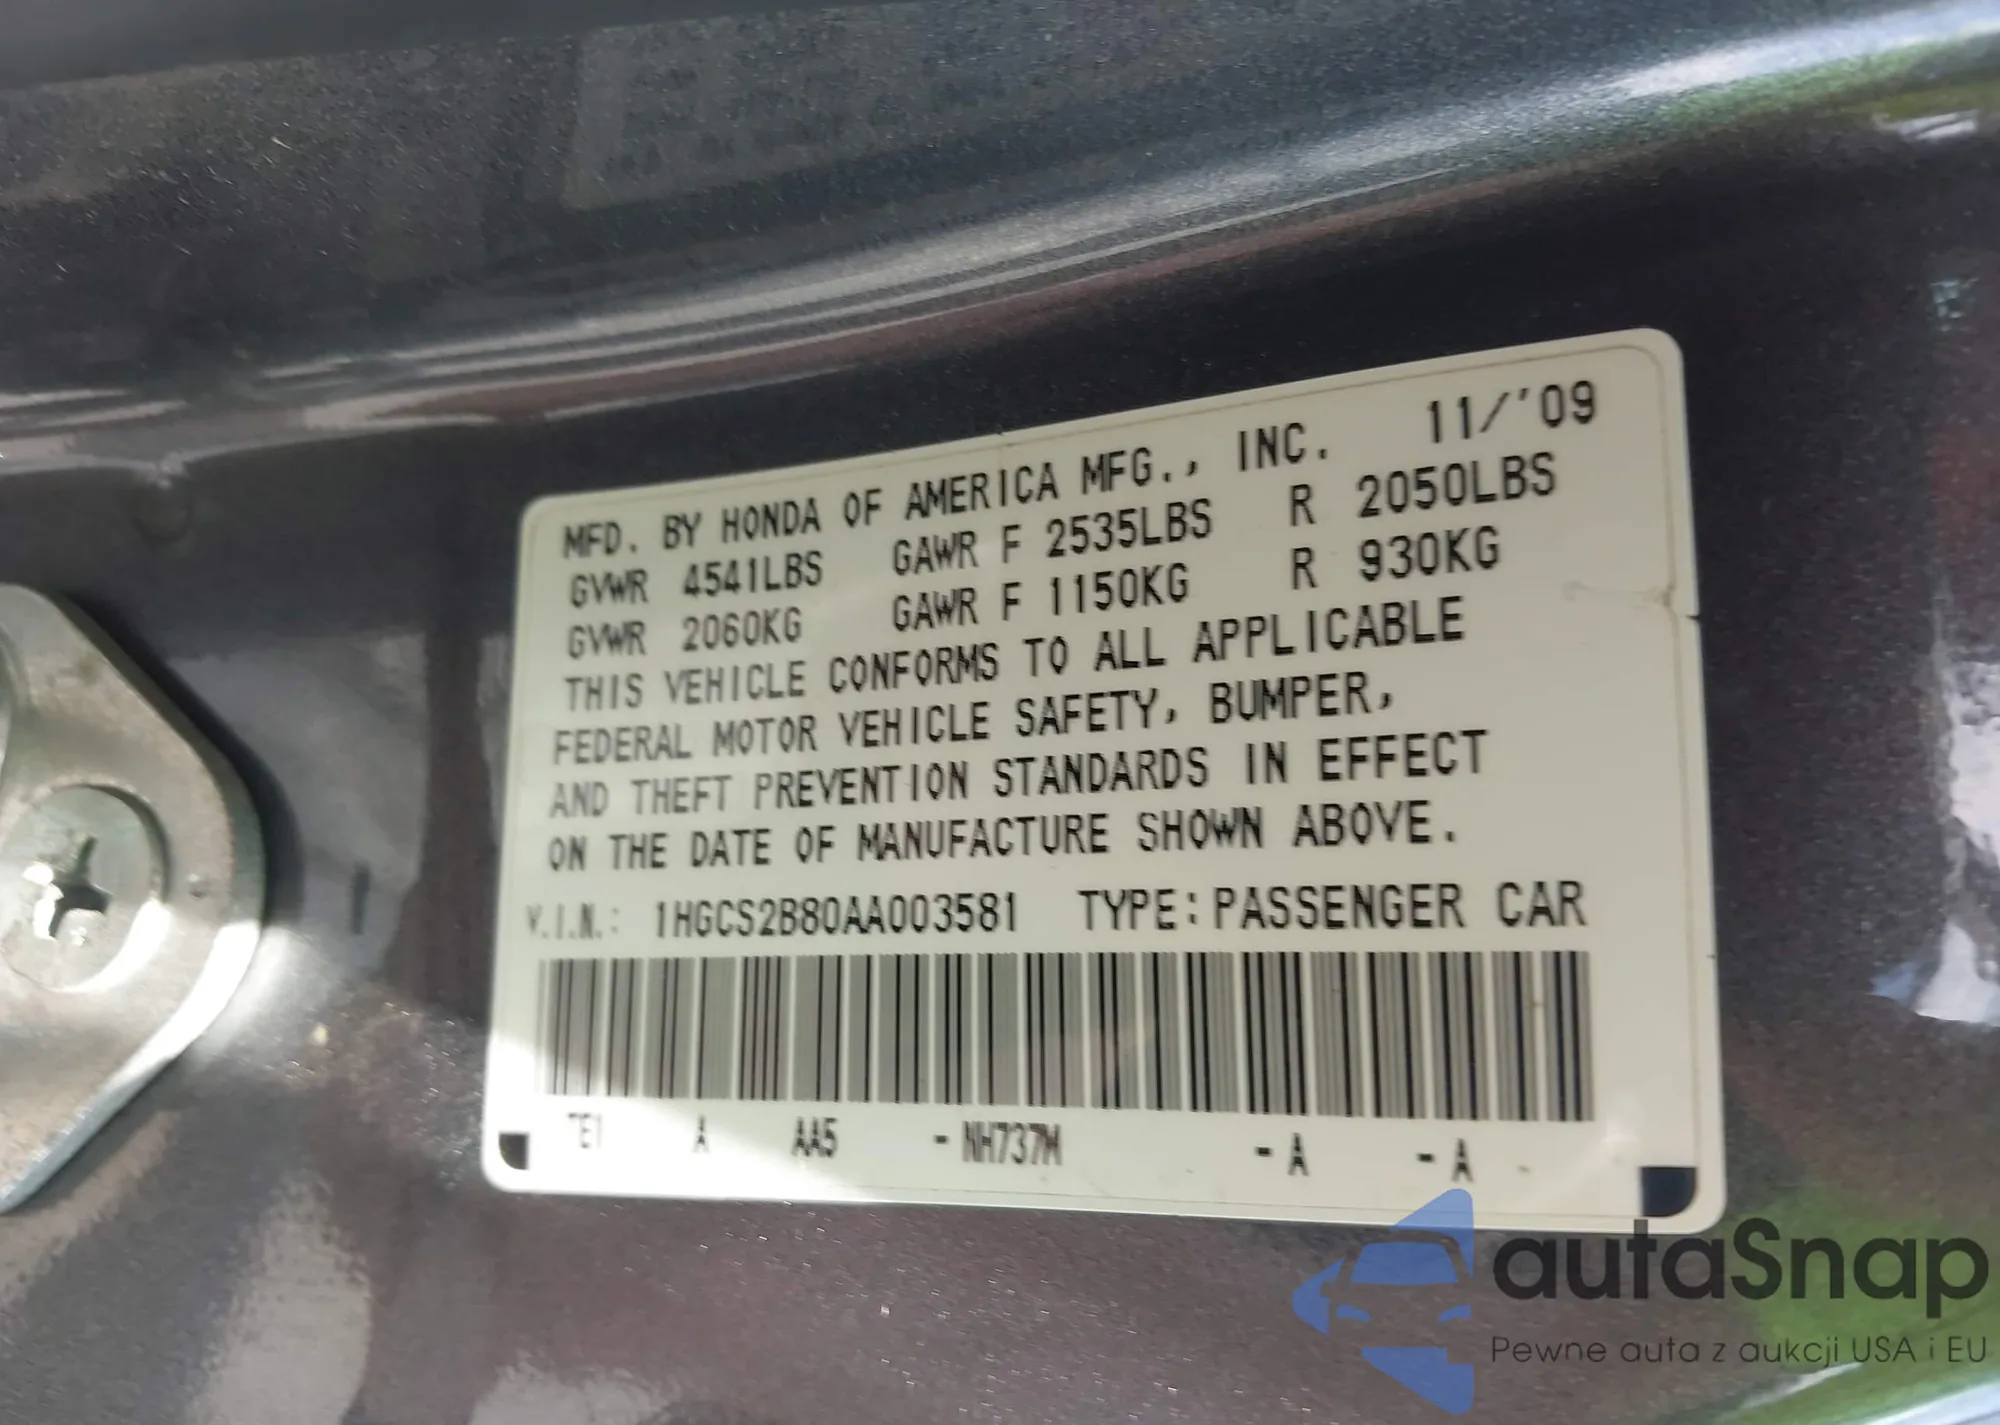 MFD. BY HONDA OF AMERICA MFG., INC. 11/'09
GVWR 4541LBS GAWR F 2535LBS R 2050LBS
GVWR 2060KG GAWR F 1150KG R 930KG
THIS VEHICLE CONFORMS TO ALL APPLICABLE
FEDERAL MOTOR VEHICLE SAFETY, BUMPER,
AND THEFT PREVENTION STANDARDS IN EFFECT
ON THE DATE OF MANUFACTURE SHOWN ABOVE.
V.I.N.: 1HGCS2B80AA003581 TYPE: PASSENGER CAR
TE1 A AA5 - NH737M - A - A -
autaSnap
Pewne auta z aukcji USA i EU